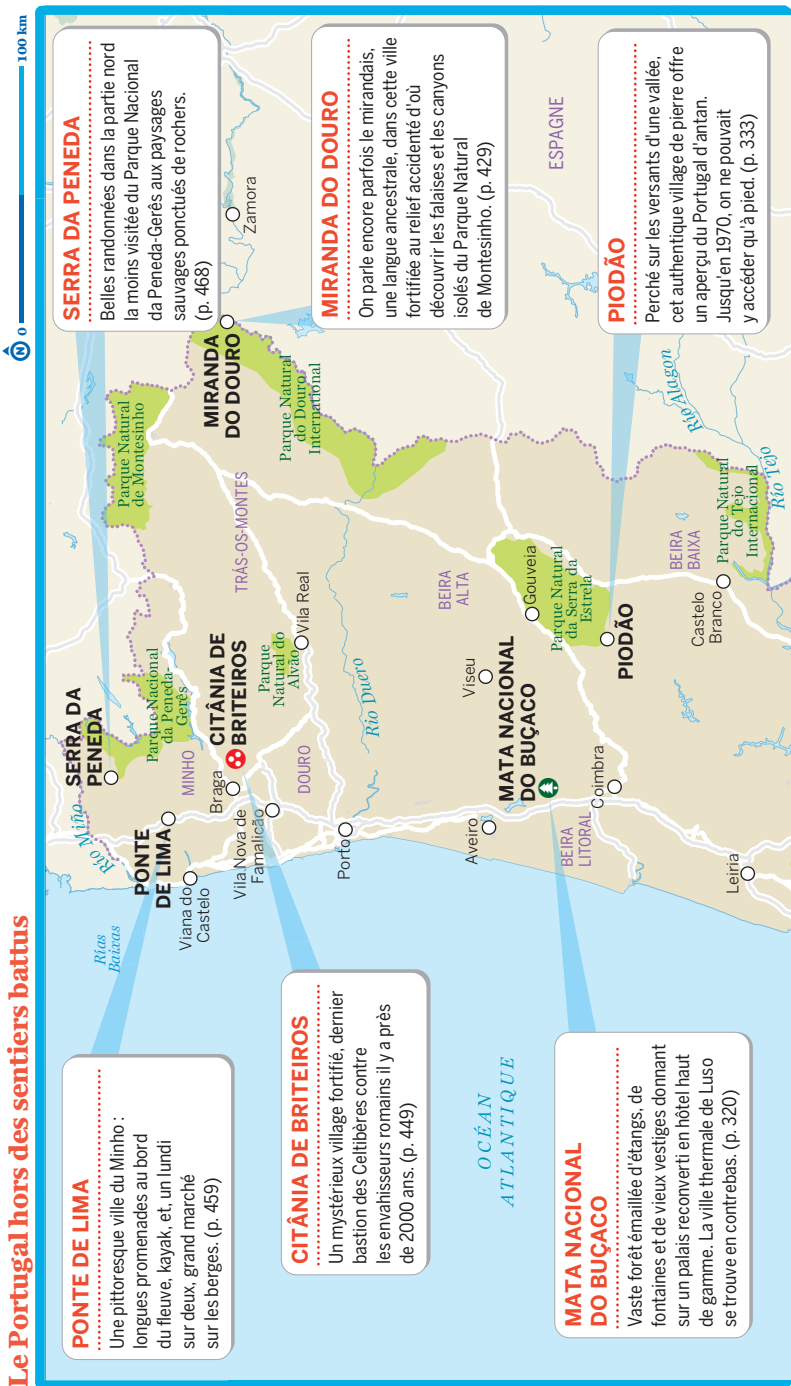 Le Portugal hors des sentiers battus
0
100 km
N
PONTE DE LIMA
Une pittoresque ville du Minho :
longues promenades au bord
du fleuve, kayak, et, un lundi
sur deux, grand marché
sur les berges. (p. 459)
CITÂNIA DE BRITEIROS
Un mystérieux village fortifié, dernier
bastion des Celtibères contre
les envahisseurs romains il y a près
de 2000 ans. (p. 449)
MATA NACIONAL
DO BUÇACO
Vaste forêt émaillée d'étangs, de
fontaines et de vieux vestiges donnant
sur un palais reconverti en hôtel haut
de gamme. La ville thermale de Luso
se trouve en contrebas. (p. 320)
SERRA DA PENEDA
Belles randonnées dans la partie nord
la moins visitée du Parque Nacional
da Peneda-Gerês aux paysages
sauvages ponctués de rochers.
(p. 468)
MIRANDA DO DOURO
On parle encore parfois le mirandais,
une langue ancestrale, dans cette ville
fortifiée au relief accidenté d'où
découvrir les falaises et les canyons
isolés du Parque Natural
de Montesinho. (p. 429)
PIODÃO
Perché sur les versants d'une vallée,
cet authentique village de pierre offre
un aperçu du Portugal d'antan.
Jusqu'en 1970, on ne pouvait
y accéder qu'à pied. (p. 333)
Rías
Baixas
Río Miño
SERRA DA
PENEDA
PONTE
DE LIMA
Viana do
Castelo
Parque Nacional
da Peneda-
Gerês
MINHO
Braga
CITÂNIA DE
BRITEIROS
Vila Nova de
Famalicão
DOURO
Porto
Parque
Natural do
Alvão
Vila Real
TRÁS-OS-MONTES
Parque Natural
de Montesinho
MIRANDA
DO DOURO
Parque Natural
do Douro
International
Zamora
ESPAGNE
Rio Duero
OCÉAN
ATLANTIQUE
Aveiro
Viseu
BEIRA
ALTA
MATA NACIONAL
DO BUÇACO
BEIRA
LITORAL
Coimbra
Gouveia
Parque Natural
da Serra da
Estrela
PIODÃO
Leiria
Castelo
Branco
BEIRA
BAIXA
Parque Natural
do Tejo
Internacional
Río Alagon
Río Tejo